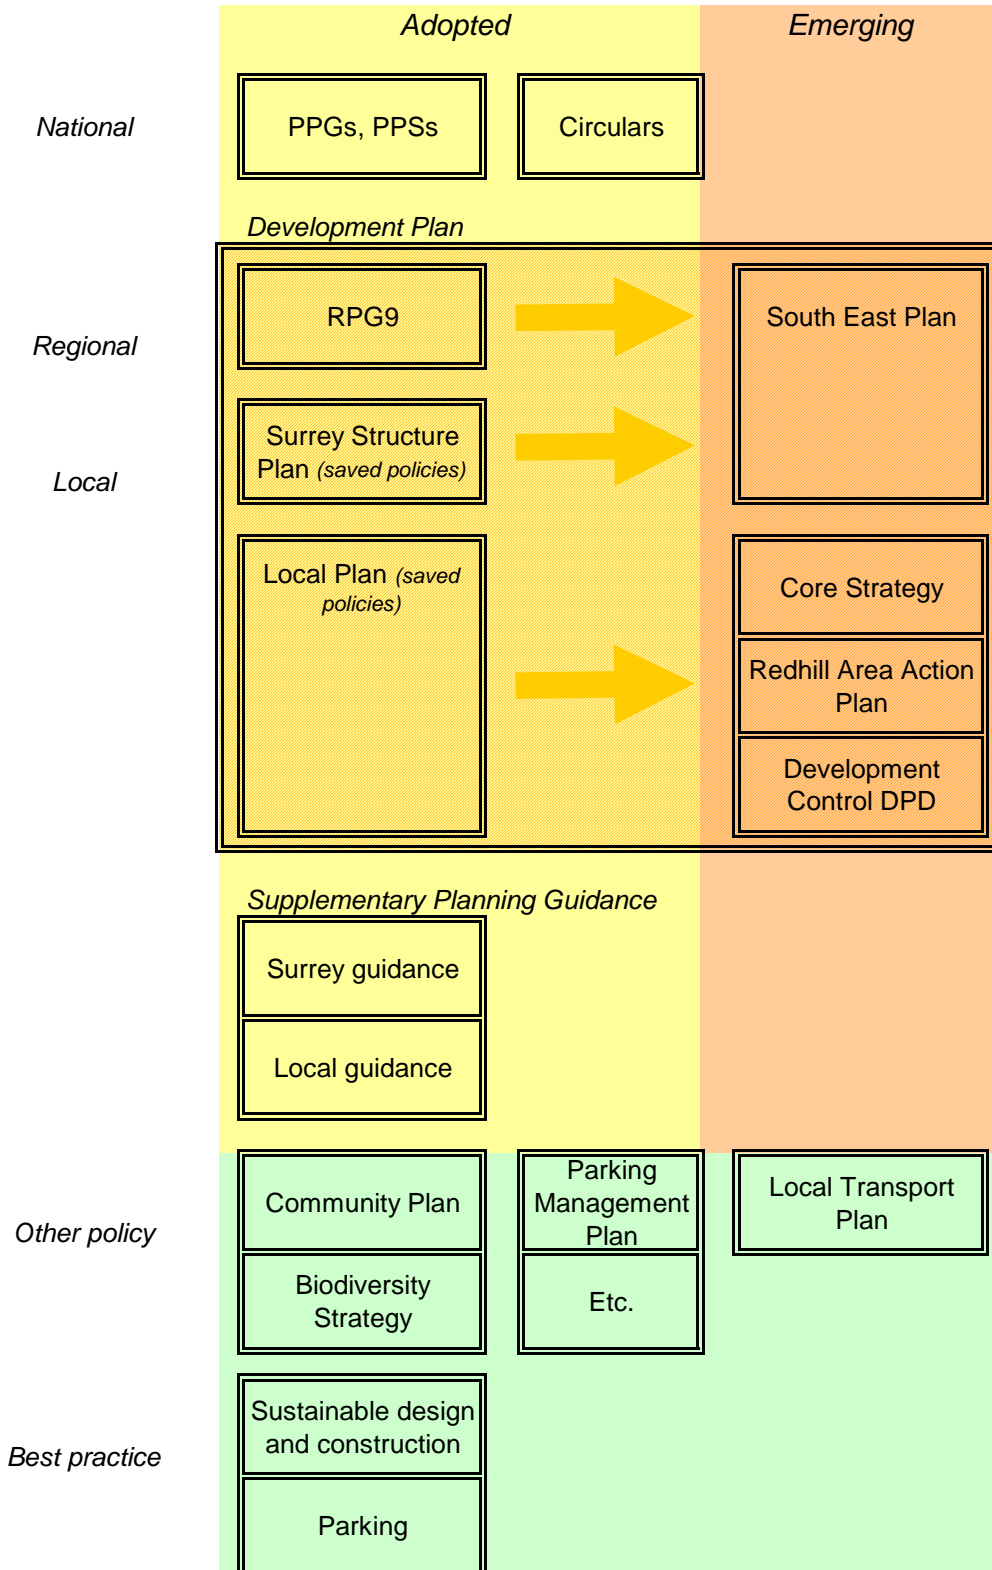 Adopted
Emerging
National
PPGs, PPSs
Circulars
Development Plan
Regional
RPG9
South East Plan
Local
Surrey Structure
Plan (saved policies)
Local Plan (saved
policies)
Core Strategy
Redhill Area Action
Plan
Development
Control DPD
Supplementary Planning Guidance
Surrey guidance
Local guidance
Other policy
Community Plan
Parking
Management
Plan
Local Transport
Plan
Biodiversity
Strategy
Etc.
Best practice
Sustainable design
and construction
Parking